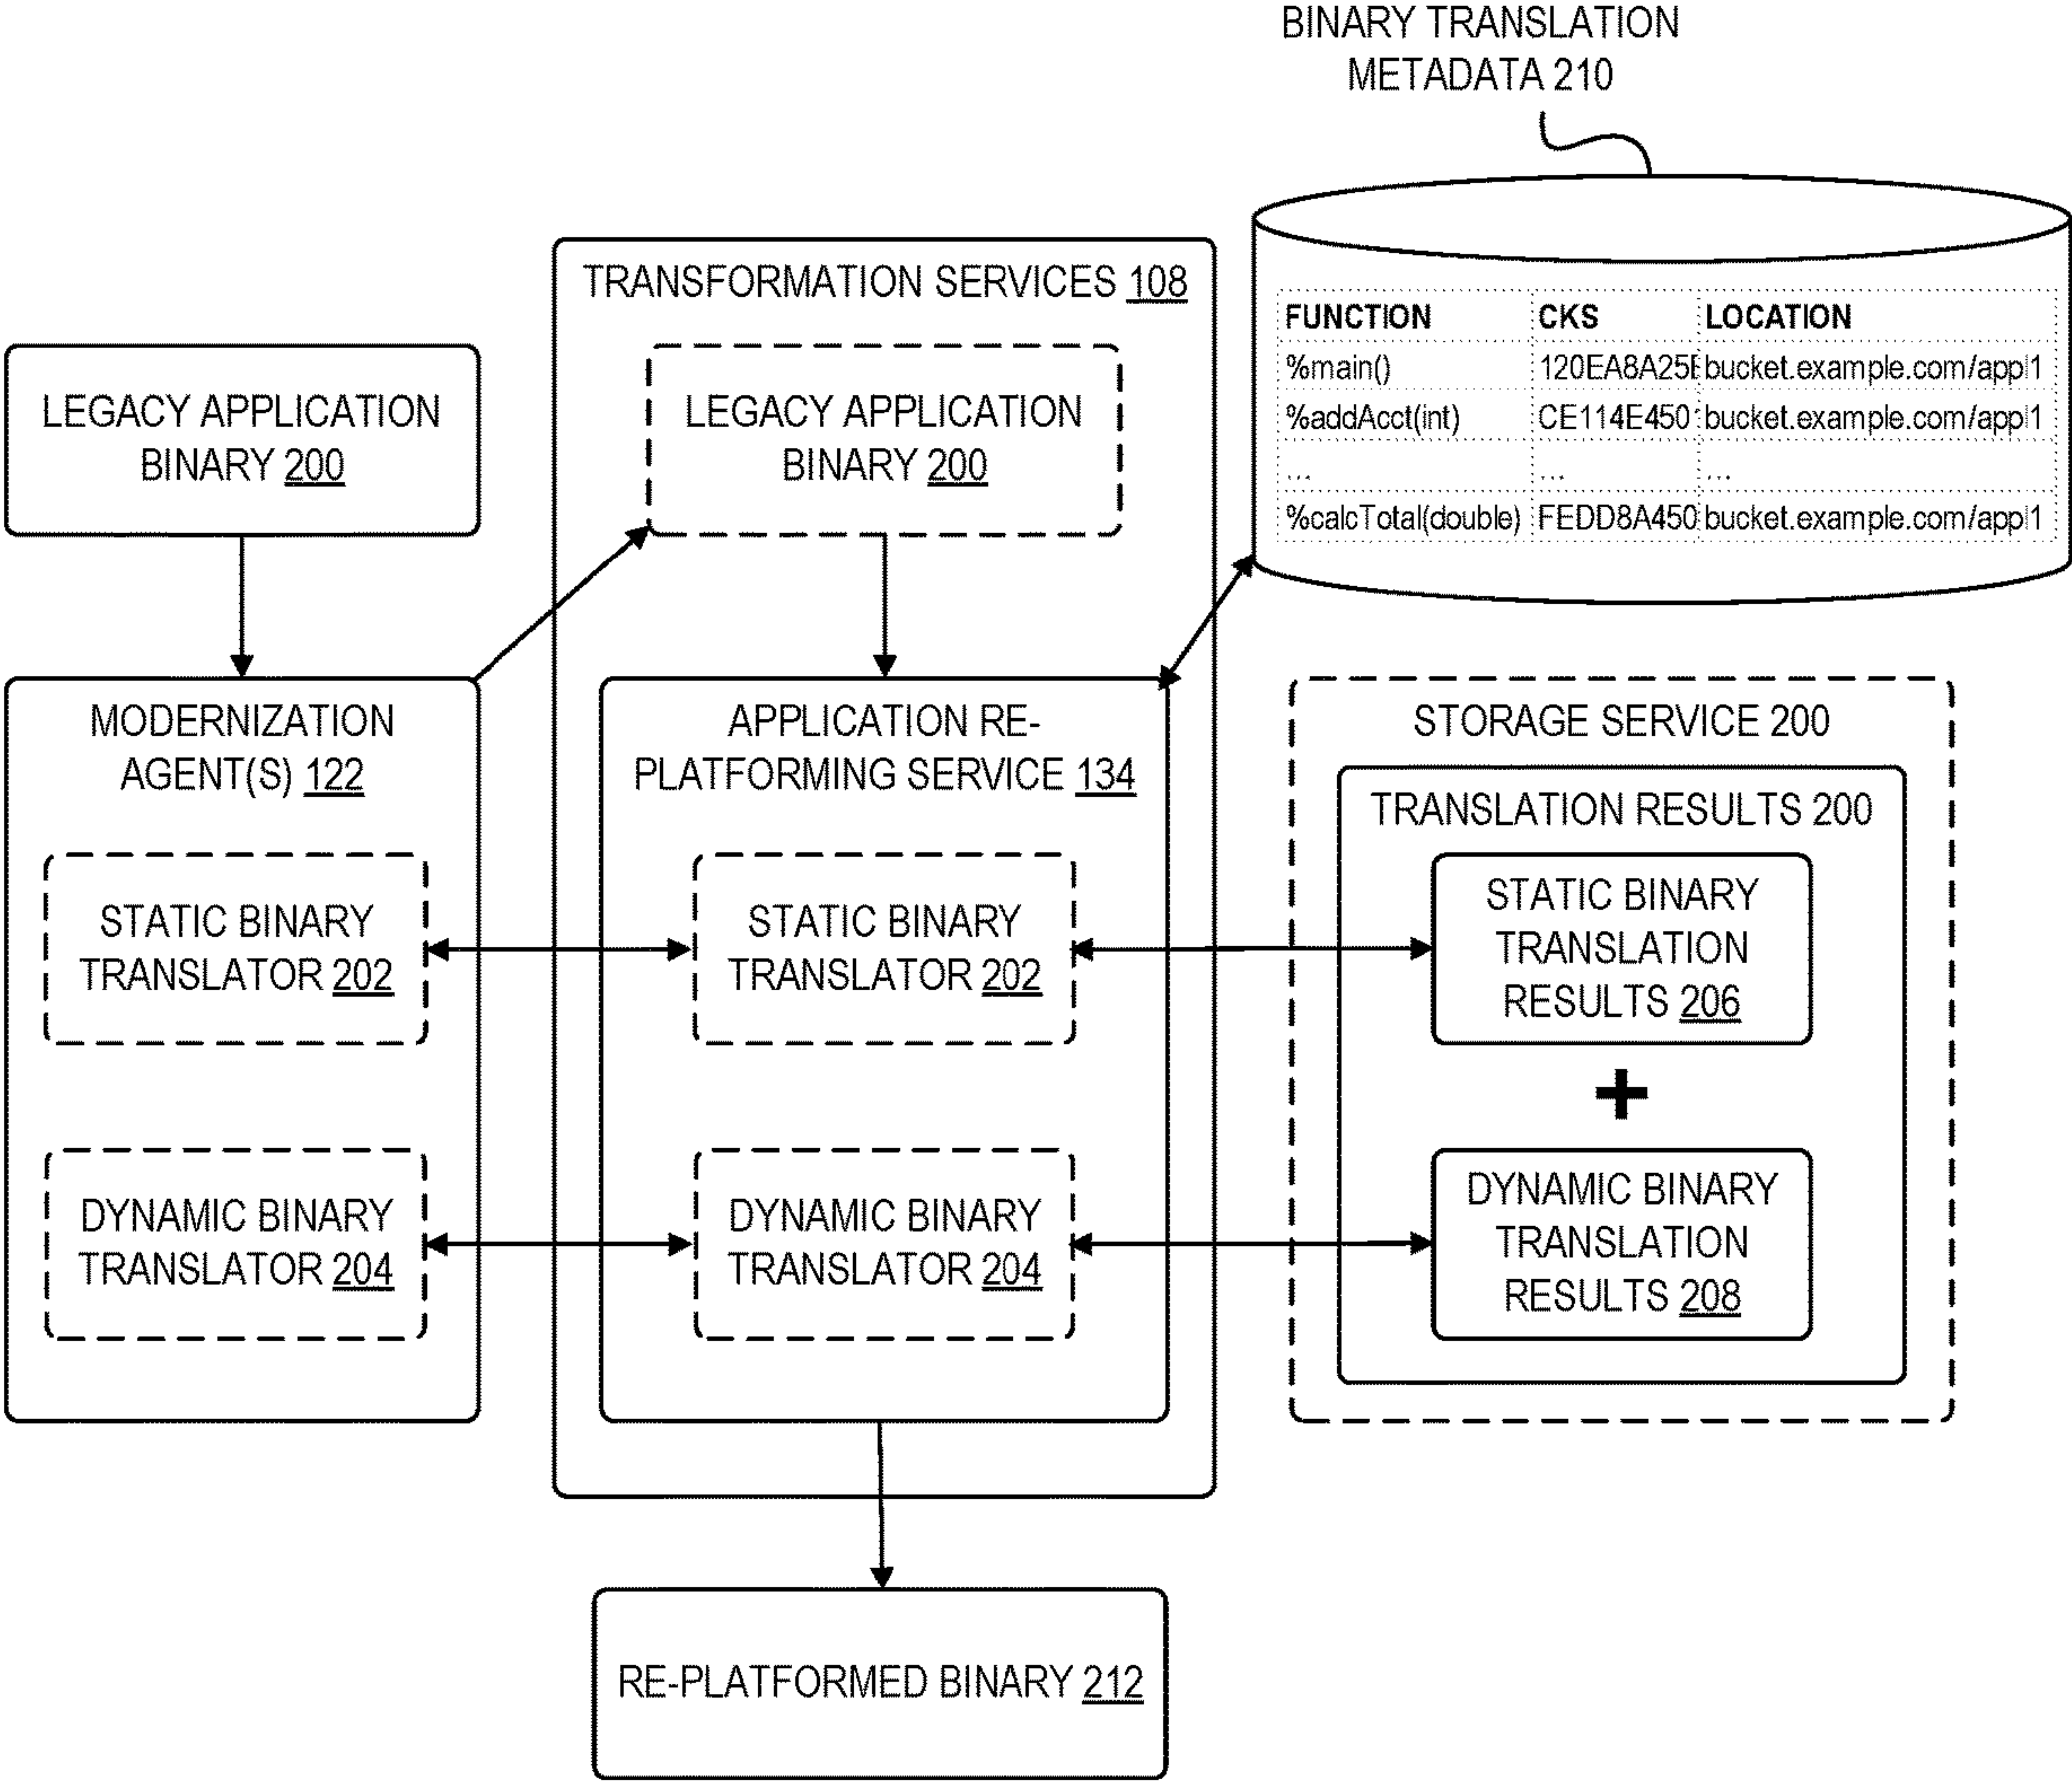 BINARY TRANSLATION
METADATA 210
TRANSFORMATION SERVICES 108
FUNCTION CKS LOCATION
%main() 120EA8A25 bucket.example.com/appl1
%addAcct(int) CE114E450 bucket.example.com/appl1
... ... ...
%calcTotal(double) FEDD8A450 bucket.example.com/appl1
LEGACY APPLICATION
BINARY 200
LEGACY APPLICATION
BINARY 200
MODERNIZATION
AGENT(S) 122
STATIC BINARY
TRANSLATOR 202
DYNAMIC BINARY
TRANSLATOR 204
APPLICATION RE-
PLATFORMING SERVICE 134
STATIC BINARY
TRANSLATOR 202
DYNAMIC BINARY
TRANSLATOR 204
STORAGE SERVICE 200
TRANSLATION RESULTS 200
STATIC BINARY
TRANSLATION
RESULTS 206
+
DYNAMIC BINARY
TRANSLATION
RESULTS 208
RE-PLATFORMED BINARY 212